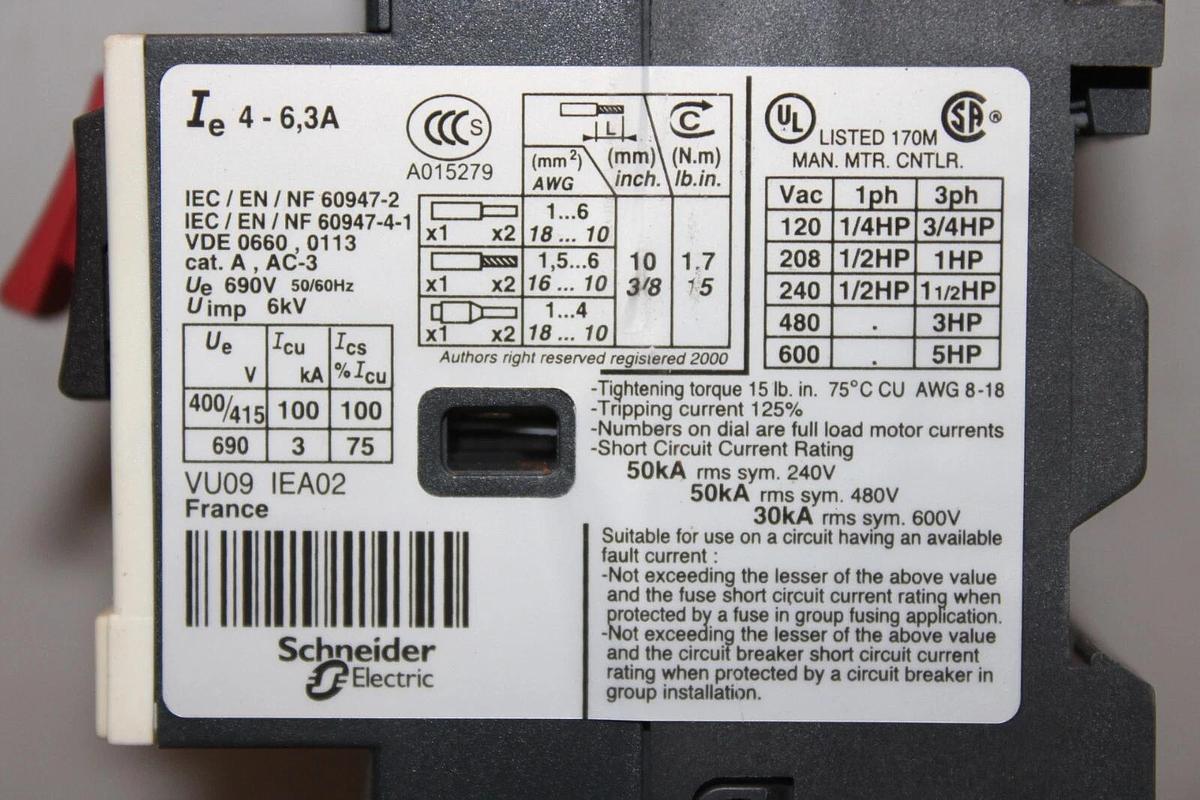 Ie 4 - 6,3A
CCC S
A015279
IEC / EN / NF 60947-2
IEC / EN / NF 60947-4-1
VDE 0660 , 0113
cat. A , AC-3
Ue 690V 50/60Hz
Uimp 6kV
Ue V Icu kA Ics % Icu
400/415 100 100
690 3 75
VU09 IEA02
France
Schneider
Electric
L
(mm²) (mm) (N.m)
AWG inch. lb.in.
1...6
x1 x2 18 ... 10
1,5...6 10 1,7
x1 x2 16 ... 10 3/8 15
1...4
x1 x2 18 ... 10
Authors right reserved registered 2000
UL LISTED 170M SA ®
MAN. MTR. CNTLR.
Vac 1ph 3ph
120 1/4HP 3/4HP
208 1/2HP 1HP
240 1/2HP 1 1/2HP
480 . 3HP
600 . 5HP
-Tightening torque 15 lb. in. 75°C CU AWG 8-18
-Tripping current 125%
-Numbers on dial are full load motor currents
-Short Circuit Current Rating
50kA rms sym. 240V
50kA rms sym. 480V
30kA rms sym. 600V
Suitable for use on a circuit having an available
fault current :
-Not exceeding the lesser of the above value
and the fuse short circuit current rating when
protected by a fuse in group fusing application.
-Not exceeding the lesser of the above value
and the circuit breaker short circuit current
rating when protected by a circuit breaker in
group installation.